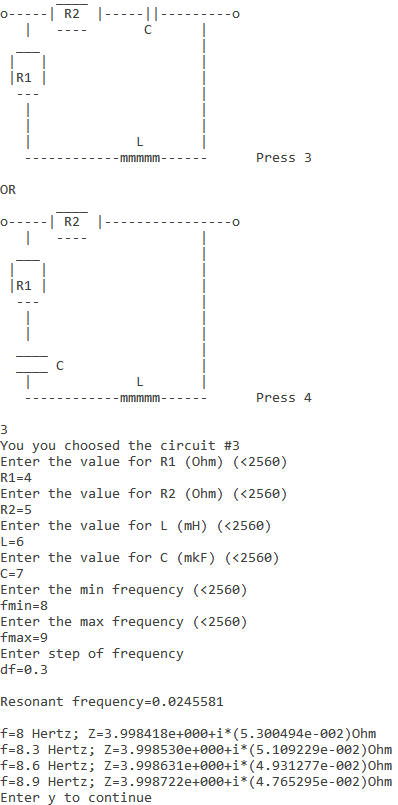 o-----| R2 |-----||---------o
C
|R1 |
L
------------mmmmm------ Press 3
OR
o-----| R2 |----------------o
|R1 |
____ C
L
------------mmmmm------ Press 4
3
You you choosed the circuit #3
Enter the value for R1 (Ohm) (<2560)
R1=4
Enter the value for R2 (Ohm) (<2560)
R2=5
Enter the value for L (mH) (<2560)
L=6
Enter the value for C (mkF) (<2560)
C=7
Enter the min frequency (<2560)
fmin=8
Enter the max frequency (<2560)
fmax=9
Enter step of frequency
df=0.3
Resonant frequency=0.0245581
f=8 Hertz; Z=3.998418e+000+i*(5.300494e-002)Ohm
f=8.3 Hertz; Z=3.998530e+000+i*(5.109229e-002)Ohm
f=8.6 Hertz; Z=3.998631e+000+i*(4.931277e-002)Ohm
f=8.9 Hertz; Z=3.998722e+000+i*(4.765295e-002)Ohm
Enter y to continue